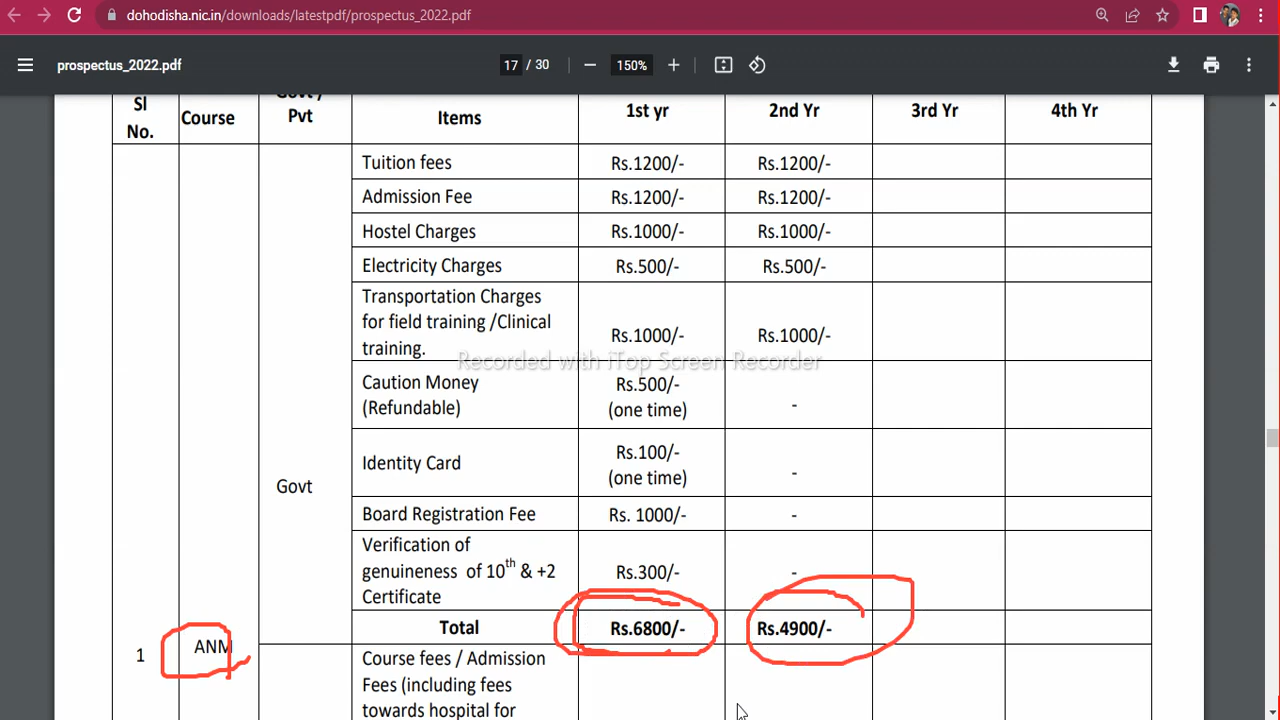 dohodisha.nic.in/downloads/latestpdf/prospectus_2022.pdf
prospectus_2022.pdf
17 / 30
150%
Sl No.
Course
Govt / Pvt
Items
1st yr
2nd Yr
3rd Yr
4th Yr
Tuition fees Rs.1200/- Rs.1200/-
Admission Fee Rs.1200/- Rs.1200/-
Hostel Charges Rs.1000/- Rs.1000/-
Electricity Charges Rs.500/- Rs.500/-
Transportation Charges
for field training /Clinical
training. Rs.1000/- Rs.1000/-
Recorded with iTop Screen Recorder
Caution Money
(Refundable)
Rs.500/-
(one time)
-
Identity Card
Rs.100/-
(one time)
-
Govt
Board Registration Fee Rs. 1000/- -
Verification of
genuineness of 10th & +2
Certificate
Rs.300/- -
Total Rs.6800/- Rs.4900/-
1 ANM
Course fees / Admission
Fees (including fees
towards hospital for